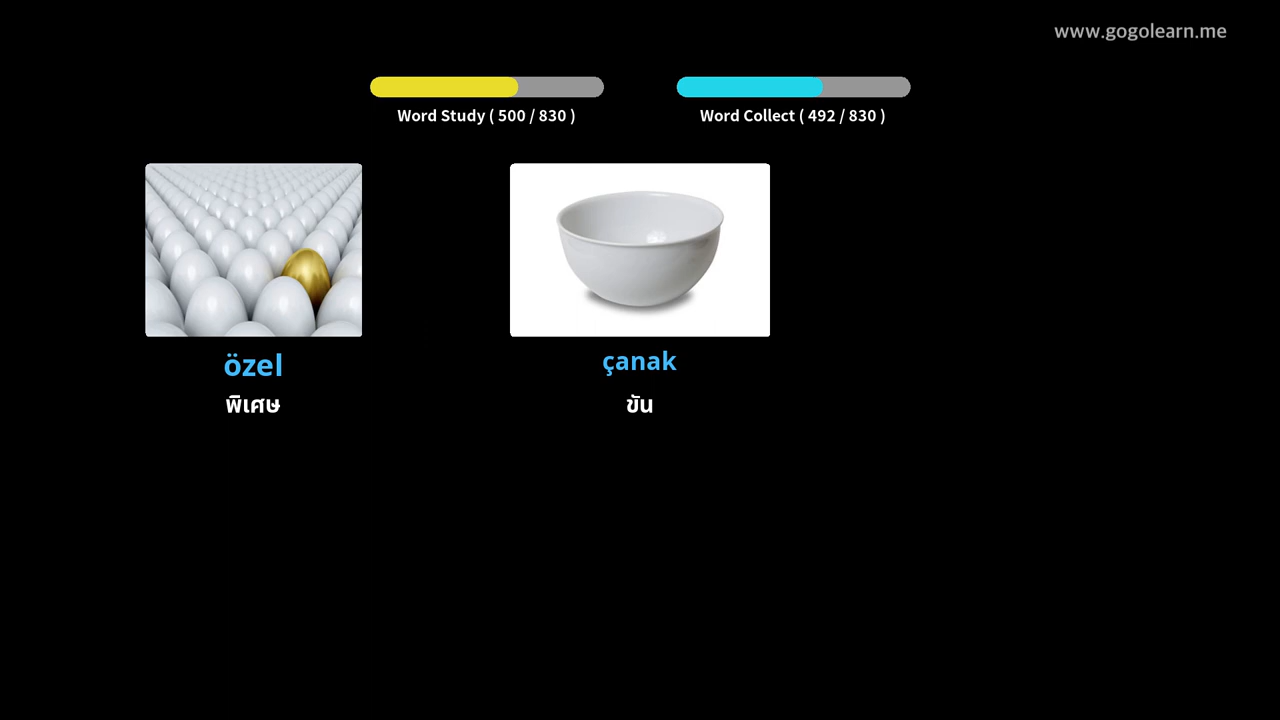 www.gogolearn.me
Word Study ( 500 / 830 )
Word Collect ( 492 / 830 )
özel
พิเศษ
çanak
ขัน